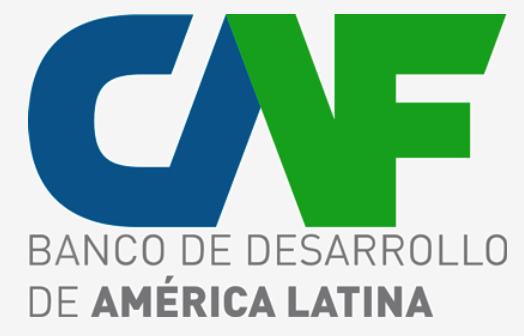 CAF
BANCO DE DESARROLLO
DE AMÉRICA LATINA